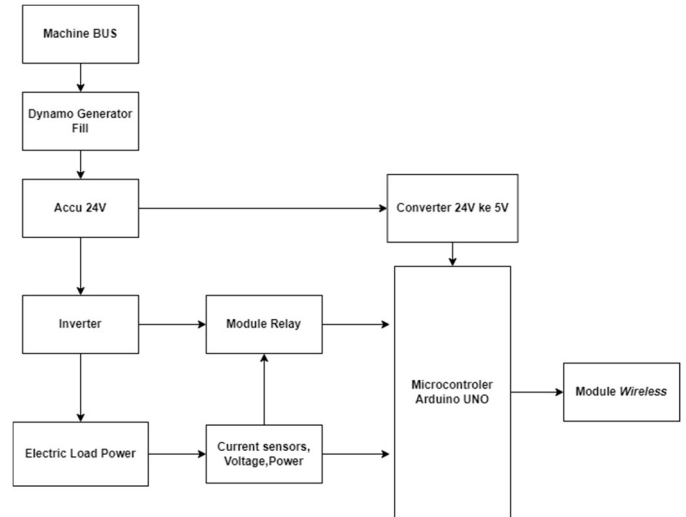 Machine BUS
Dynamo Generator
Fill
Accu 24V
Converter 24V ke 5V
Inverter
Module Relay
Microcontroler
Arduino UNO
Module Wireless
Electric Load Power
Current sensors,
Voltage,Power